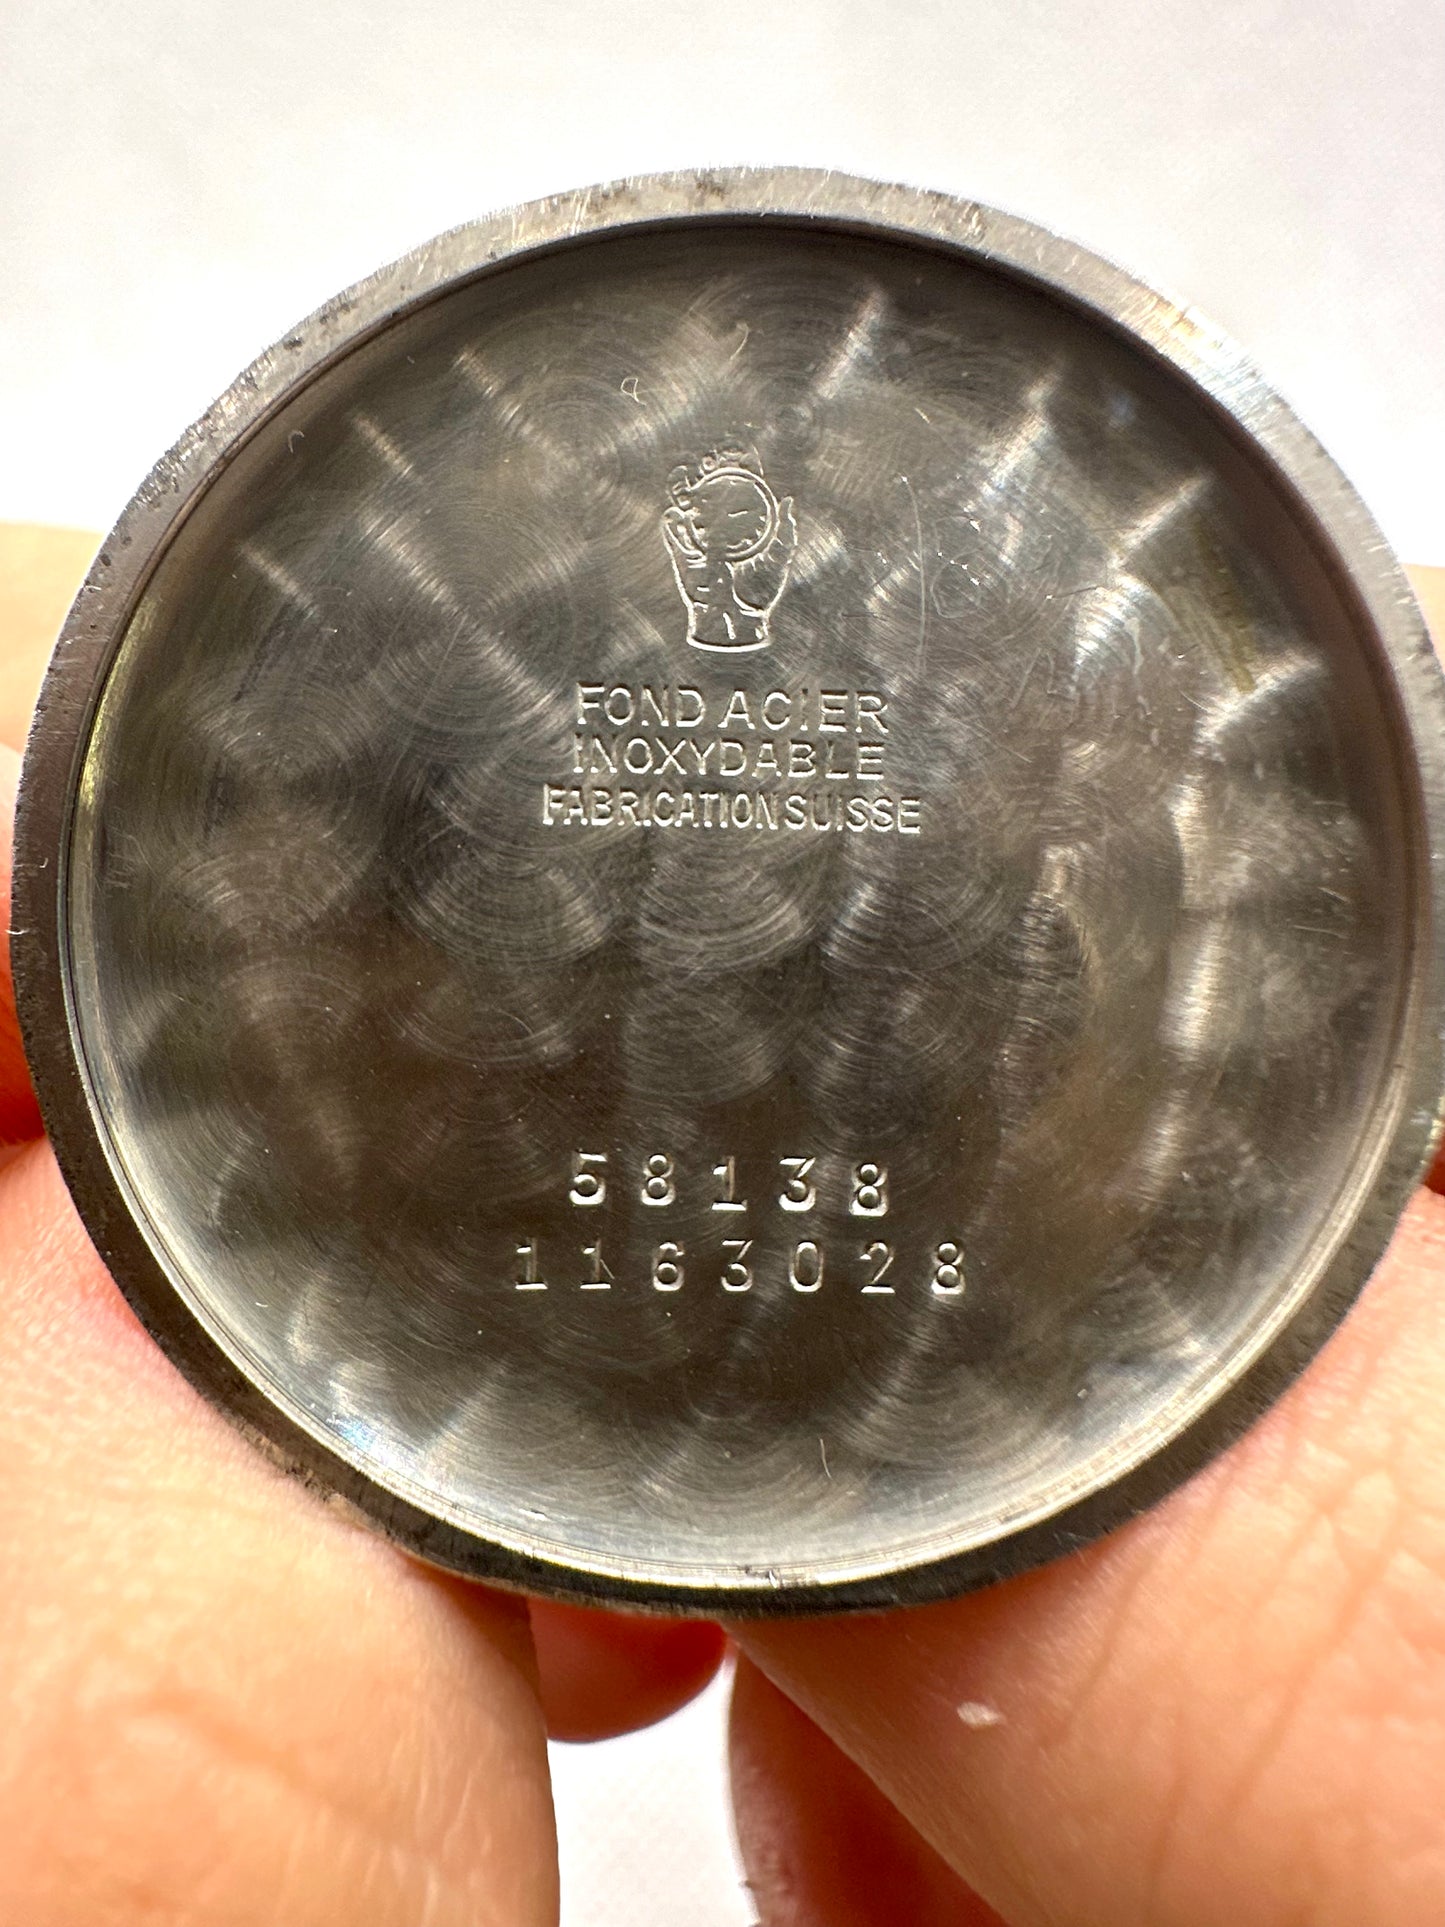 FOND ACIER
INOXYDABLE
FABRICATION SUISSE
58138
1163028